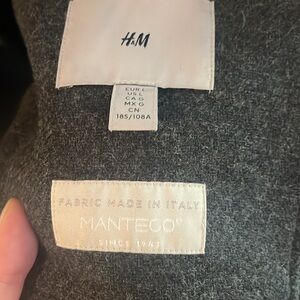 H&M
EUR L
US L
CA G
MX G
CN
185/108A
FABRIC MADE IN ITALY
MANTECO®
SINCE 1943